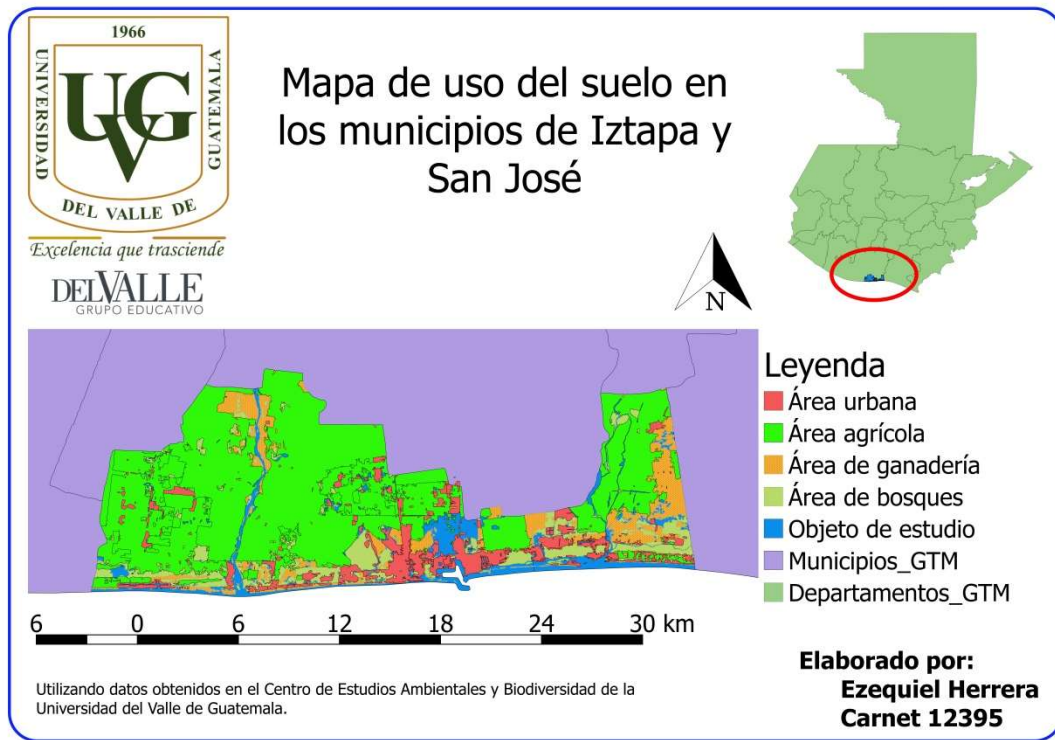 1966
UNIVERSIDAD
UVG
GUATEMALA
DEL VALLE DE
Excelencia que trasciende
DELVALLE
GRUPO EDUCATIVO
Mapa de uso del suelo en
los municipios de Iztapa y
San José
N
Leyenda
Área urbana
Área agrícola
Área de ganadería
Área de bosques
Objeto de estudio
Municipios_GTM
Departamentos_GTM
6 0 6 12 18 24 30 km
Utilizando datos obtenidos en el Centro de Estudios Ambientales y Biodiversidad de la
Universidad del Valle de Guatemala.
Elaborado por:
Ezequiel Herrera
Carnet 12395